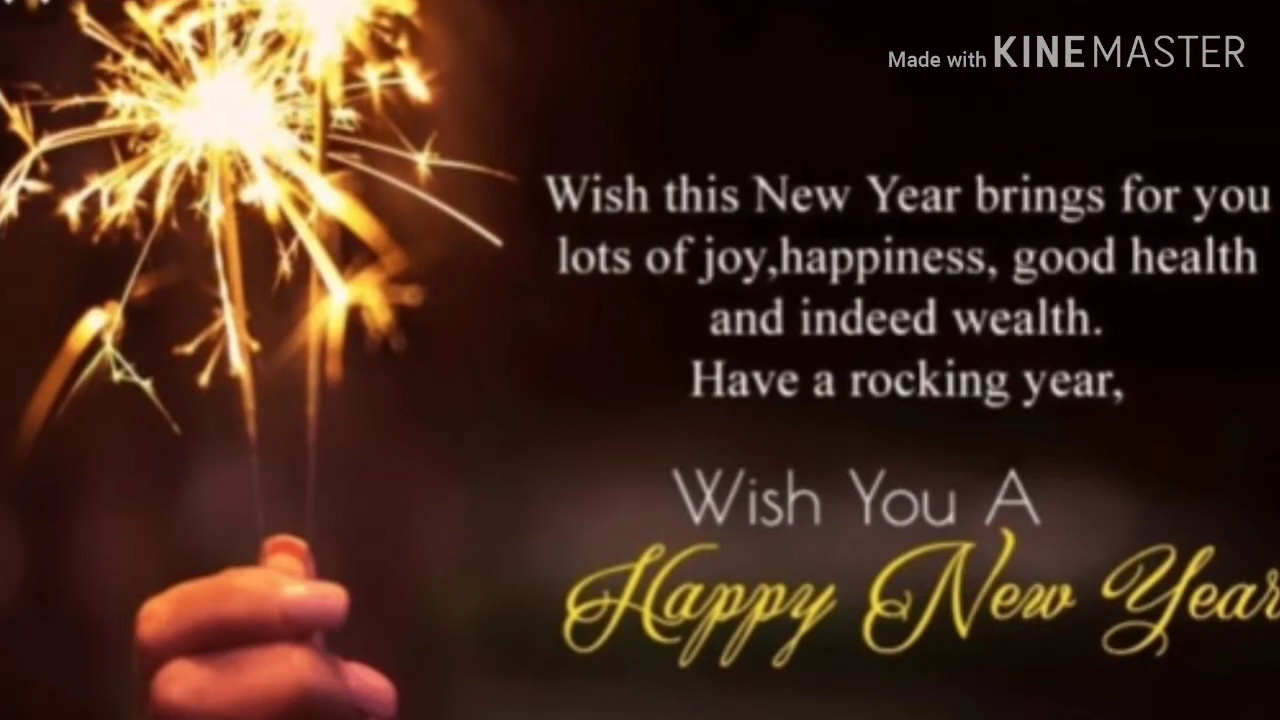 Made with KINEMASTER
Wish this New Year brings for you
lots of joy,happiness, good health
and indeed wealth.
Have a rocking year,
Wish You A
Happy New Year